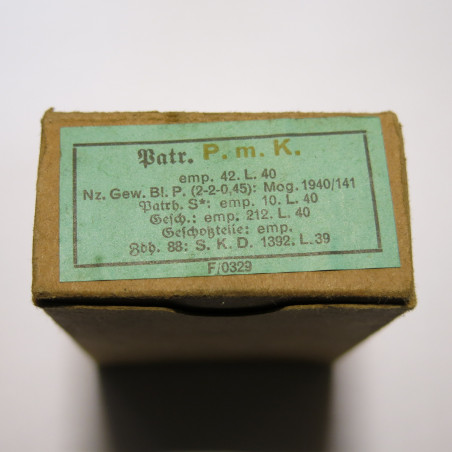 Patr. P. m. K.
emp. 42. L. 40
Nz. Gew. Bl. P. (2-2-0,45): Mog. 1940/141
Patrh. S*: emp. 10. L. 40
Gesch.: emp. 212. L. 40
Geschoßteile: emp.
Zdh. 88: S. K. D. 1392. L. 39
F/0329